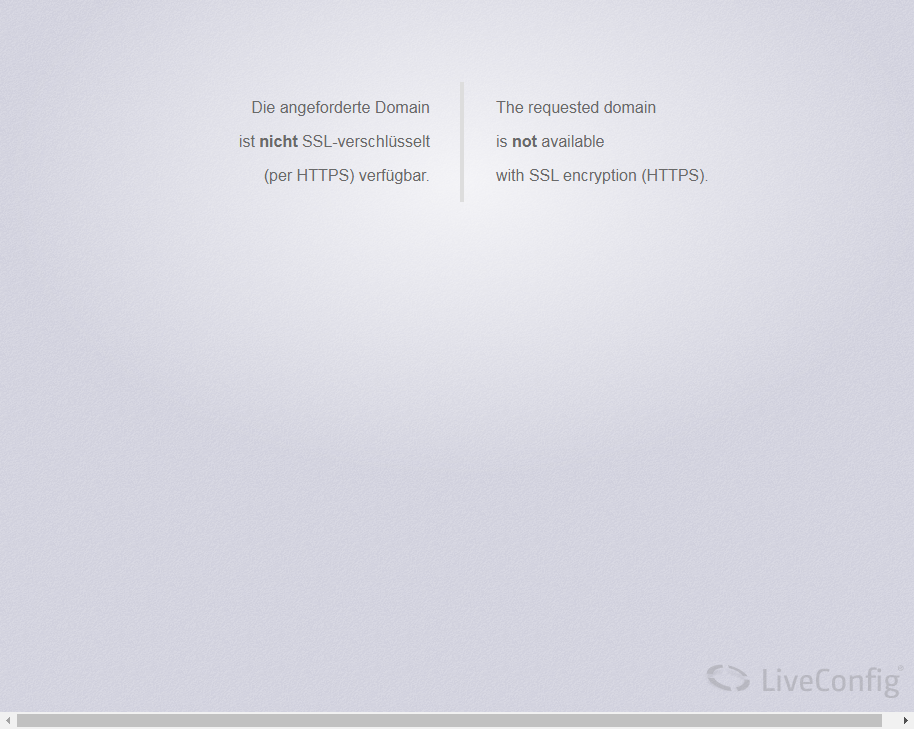 Die angeforderte Domain
ist nicht SSL-verschlüsselt
(per HTTPS) verfügbar.
The requested domain
is not available
with SSL encryption (HTTPS).
LiveConfig®